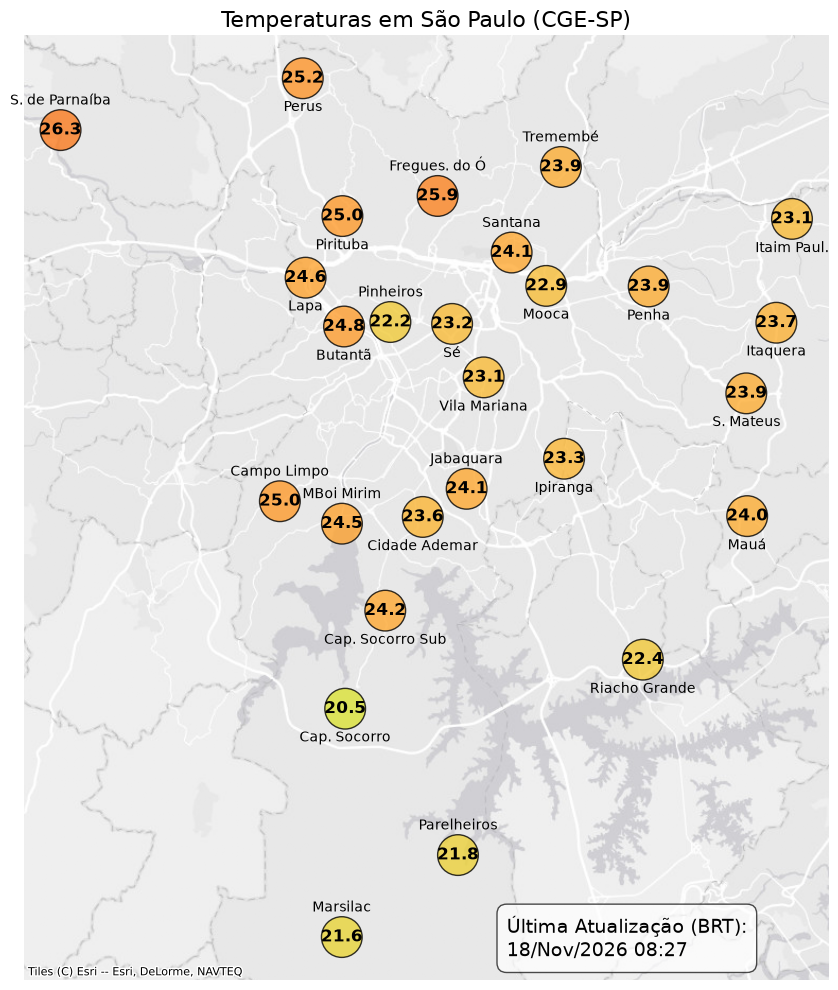 Temperaturas em São Paulo (CGE-SP)
25.2
Perus
S. de Parnaíba
26.3
Tremembé
23.9
Fregues. do Ó
25.9
25.0
Pirituba
Santana
24.1
23.1
Itaim Paul.
24.6
Lapa
22.9
Mooca
23.9
Penha
Pinheiros
22.2
24.8
Butantã
23.2
Sé
23.7
Itaquera
23.1
Vila Mariana
23.9
S. Mateus
Jabaquara
24.1
23.3
Ipiranga
Campo Limpo
25.0
MBoi Mirim
24.5
23.6
Cidade Ademar
24.0
Mauá
24.2
Cap. Socorro Sub
22.4
Riacho Grande
20.5
Cap. Socorro
Parelheiros
21.8
Marsilac
21.6
Última Atualização (BRT):
18/Nov/2026 08:27
Tiles (C) Esri -- Esri, DeLorme, NAVTEQ